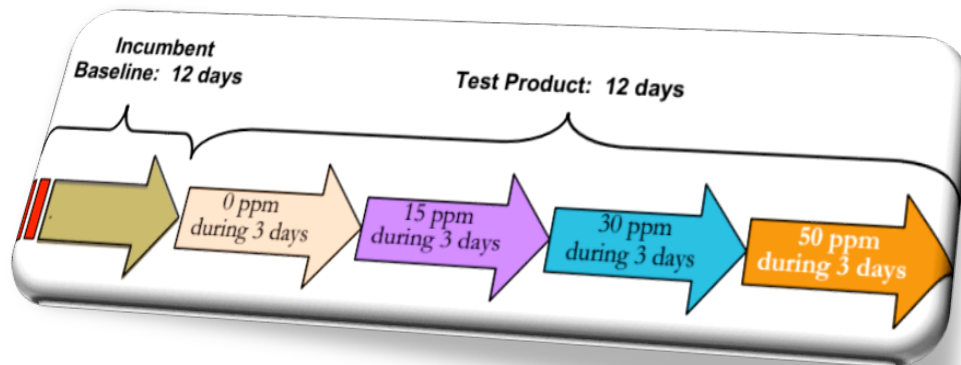 Incumbent
Baseline: 12 days
Test Product: 12 days
0 ppm
during 3 days
15 ppm
during 3 days
30 ppm
during 3 days
50 ppm
during 3 days